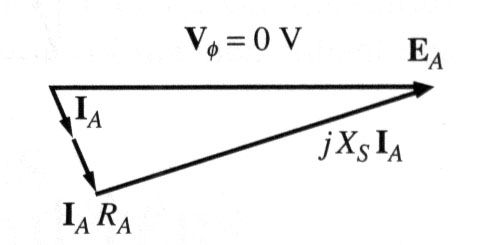 V_ϕ = 0 V
E_A
I_A
jX_S I_A
I_A R_A